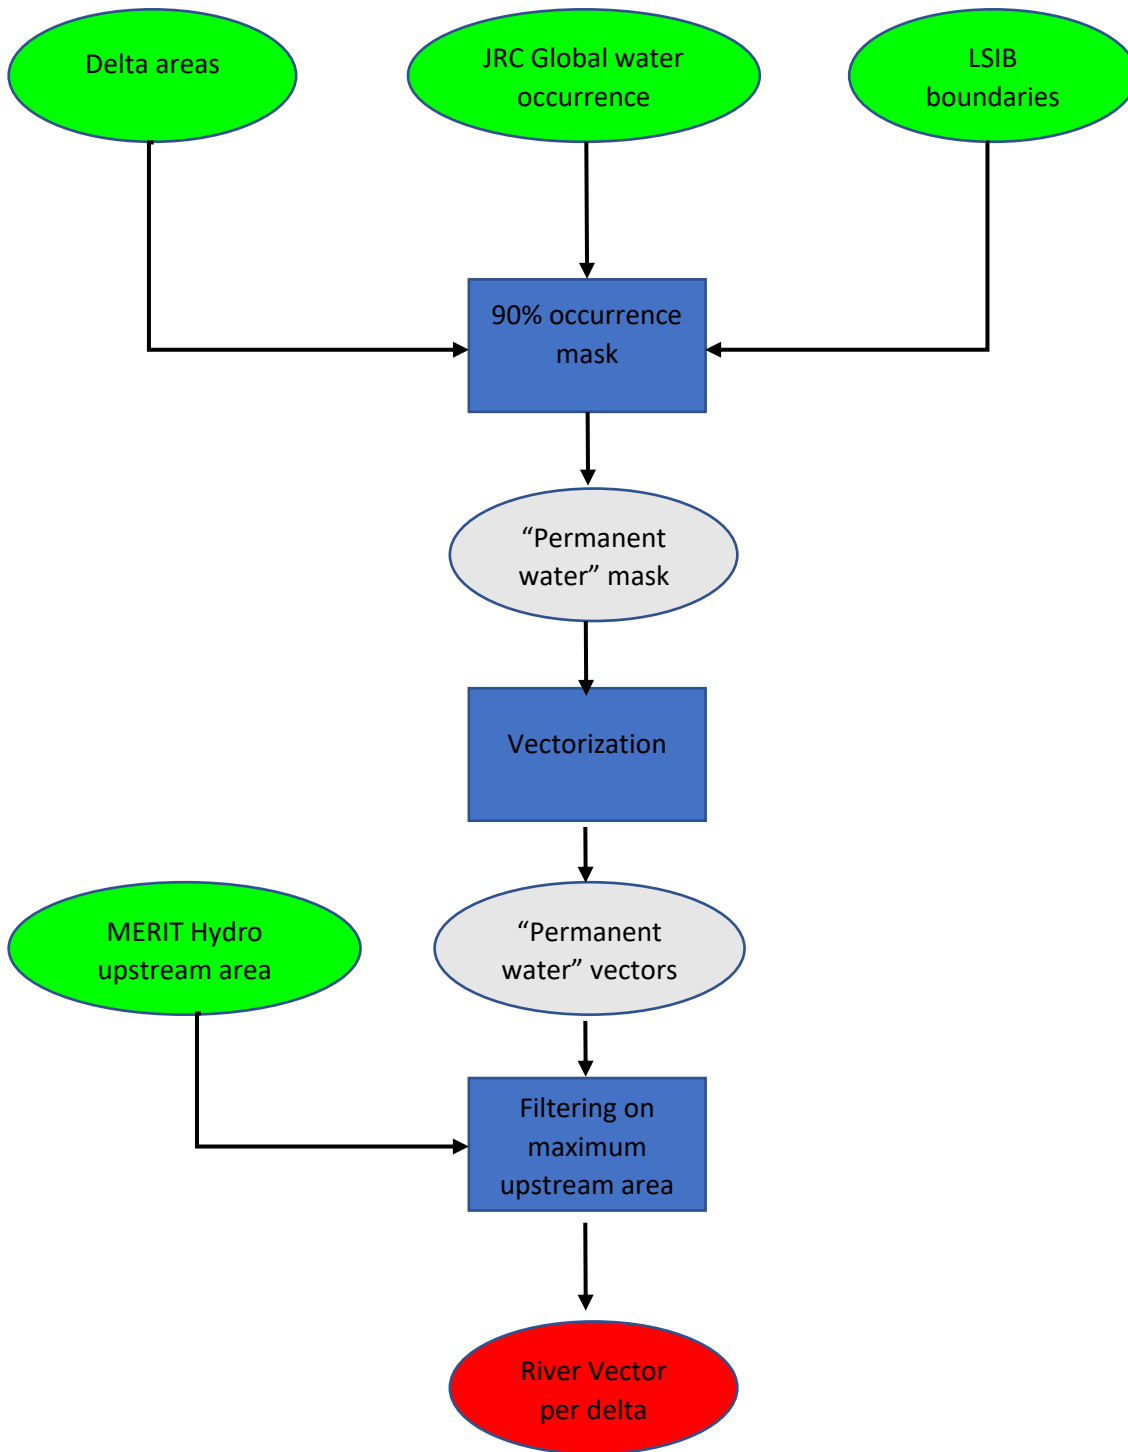 Delta areas
JRC Global water
occurrence
LSIB
boundaries
90% occurrence
mask
“Permanent
water” mask
Vectorization
MERIT Hydro
upstream area
“Permanent
water” vectors
Filtering on
maximum
upstream area
River Vector
per delta